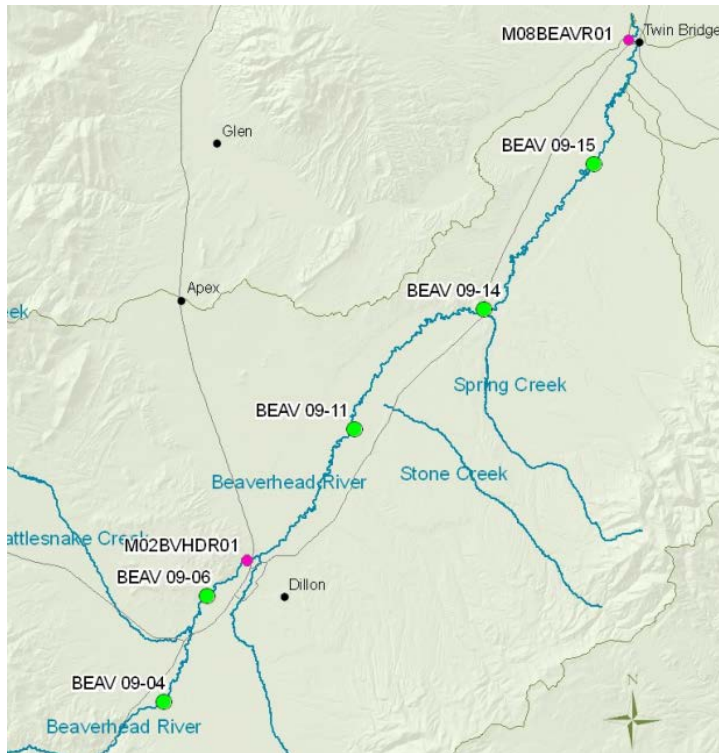 M08BEAVR01
Twin Bridge
Glen
BEAV 09-15
Apex
BEAV 09-14
eek
Spring Creek
BEAV 09-11
Stone Creek
Beaverhead River
attlesnake Creek
M02BVHDR01
BEAV 09-06
Dillon
BEAV 09-04
N
Beaverhead River